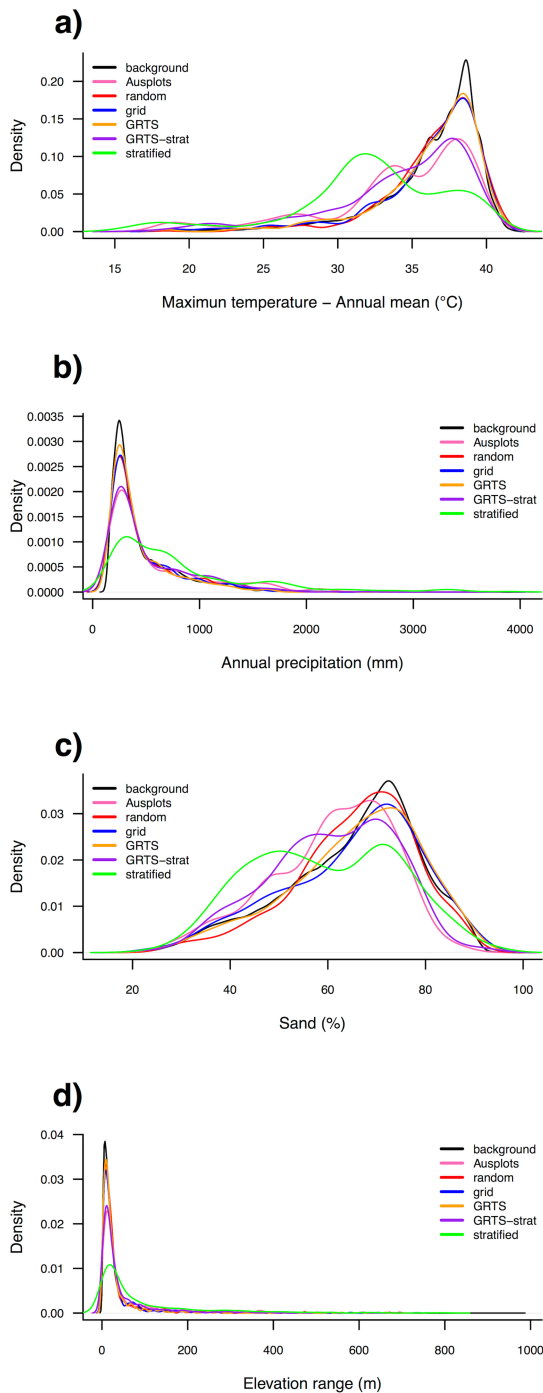 a)
background
Ausplots
random
grid
GRTS
GRTS−strat
stratified
0.20
0.15
0.10
0.05
0.00
Density
15 20 25 30 35 40
Maximun temperature − Annual mean (°C)
b)
0.0035
0.0030
0.0025
0.0020
0.0015
0.0010
0.0005
0.0000
Density
background
Ausplots
random
grid
GRTS
GRTS−strat
stratified
0 1000 2000 3000 4000
Annual precipitation (mm)
c)
background
Ausplots
random
grid
GRTS
GRTS−strat
stratified
0.03
0.02
0.01
0.00
Density
20 40 60 80 100
Sand (%)
d)
0.04
0.03
0.02
0.01
0.00
Density
background
Ausplots
random
grid
GRTS
GRTS−strat
stratified
0 200 400 600 800 1000
Elevation range (m)